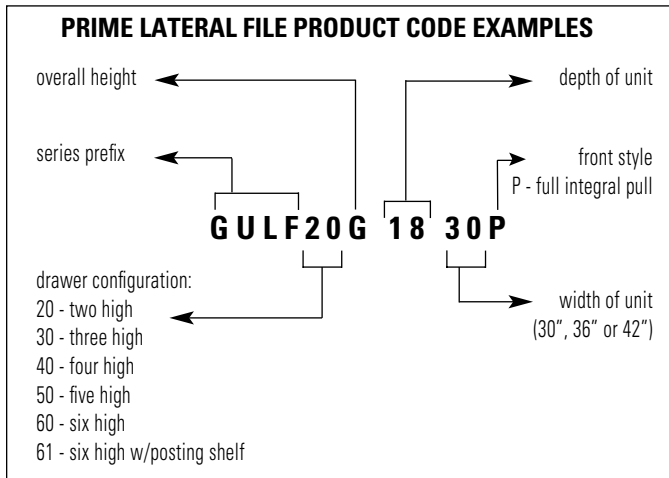 PRIME LATERAL FILE PRODUCT CODE EXAMPLES
overall height
depth of unit
series prefix
front style
P - full integral pull
GULF20G 18 30P
drawer configuration:
20 - two high
30 - three high
40 - four high
50 - five high
60 - six high
61 - six high w/posting shelf
width of unit
(30”, 36” or 42”)